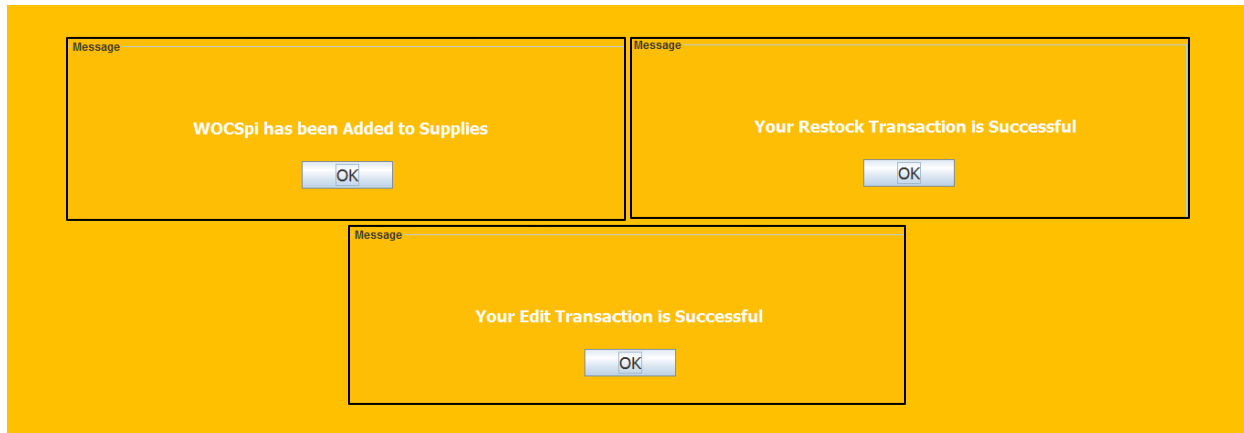 Message
WOCSpi has been Added to Supplies
OK
Message
Your Restock Transaction is Successful
OK
Message
Your Edit Transaction is Successful
OK